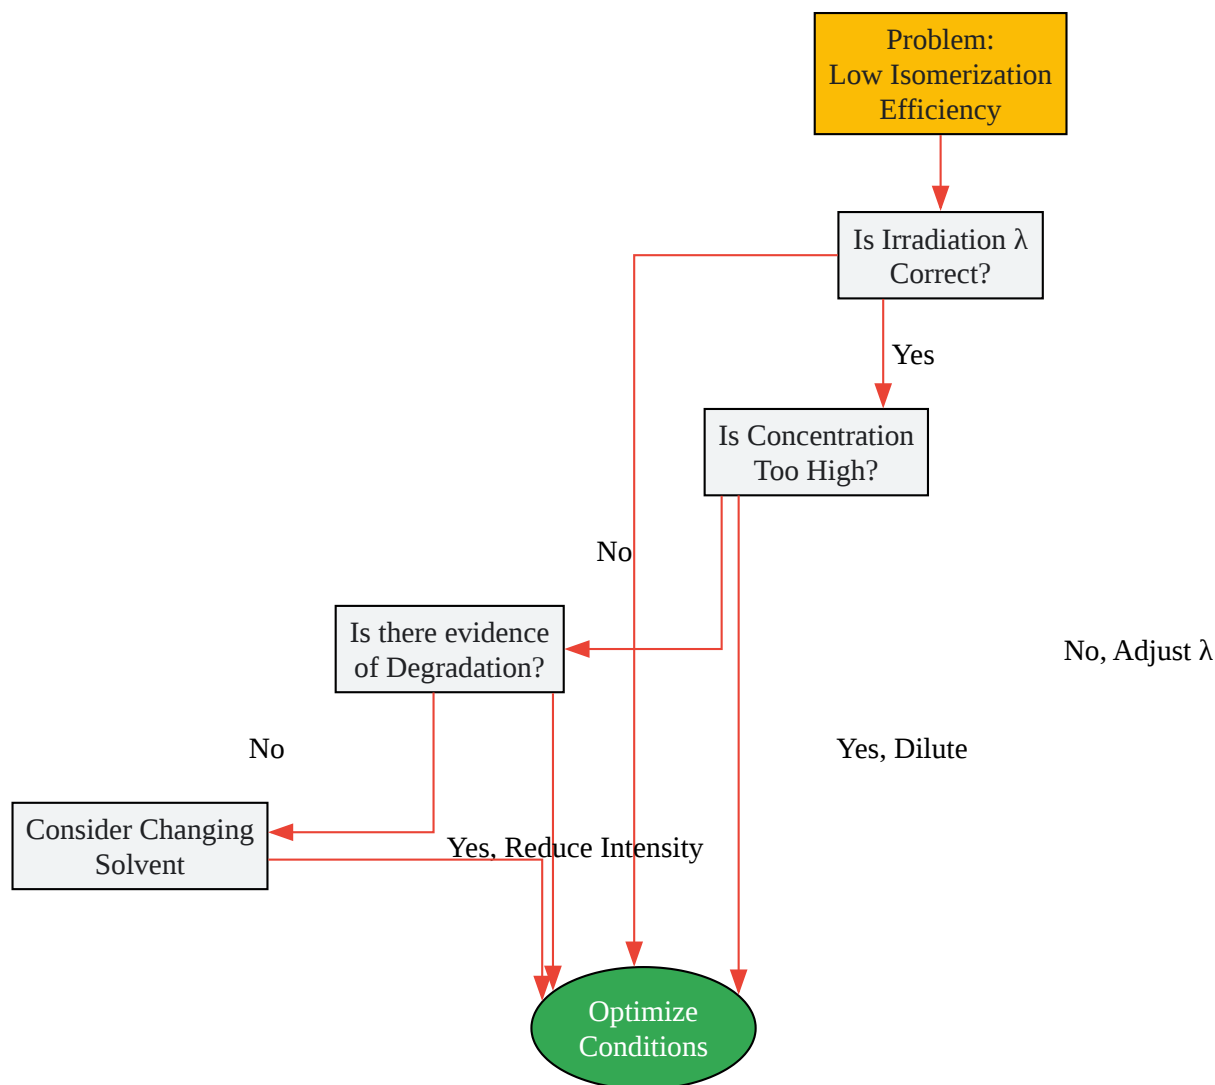 Problem:
Low Isomerization
Efficiency
Is Irradiation λ
Correct?
Yes
Is Concentration
Too High?
No
Is there evidence
of Degradation?
No, Adjust λ
No
Yes, Dilute
Consider Changing
Solvent
Yes, Reduce Intensity
Optimize
Conditions